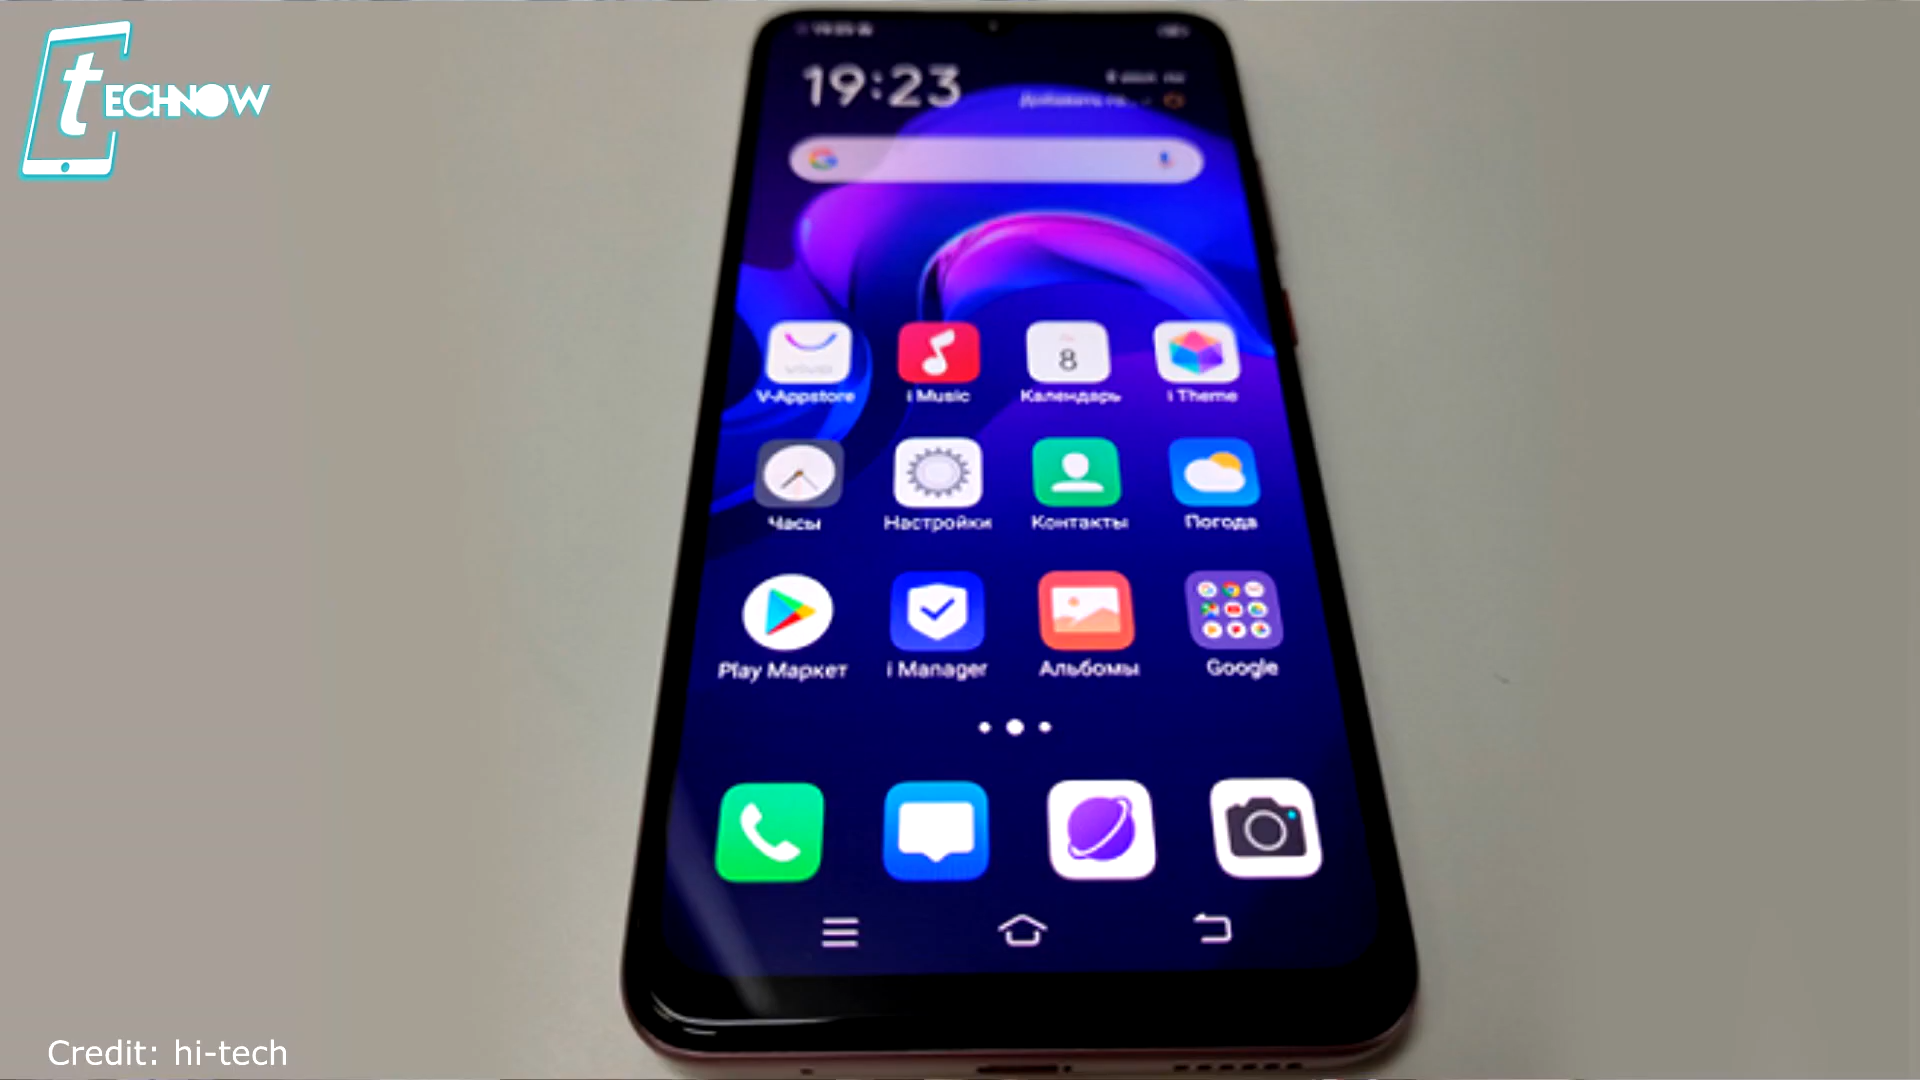 tECHNOW
19:23
V-Appstore
i Music
8
Календарь
i Theme
Часы
Настройки
Контакты
Погода
Play Маркет
i Manager
Альбомы
Google
Credit: hi-tech